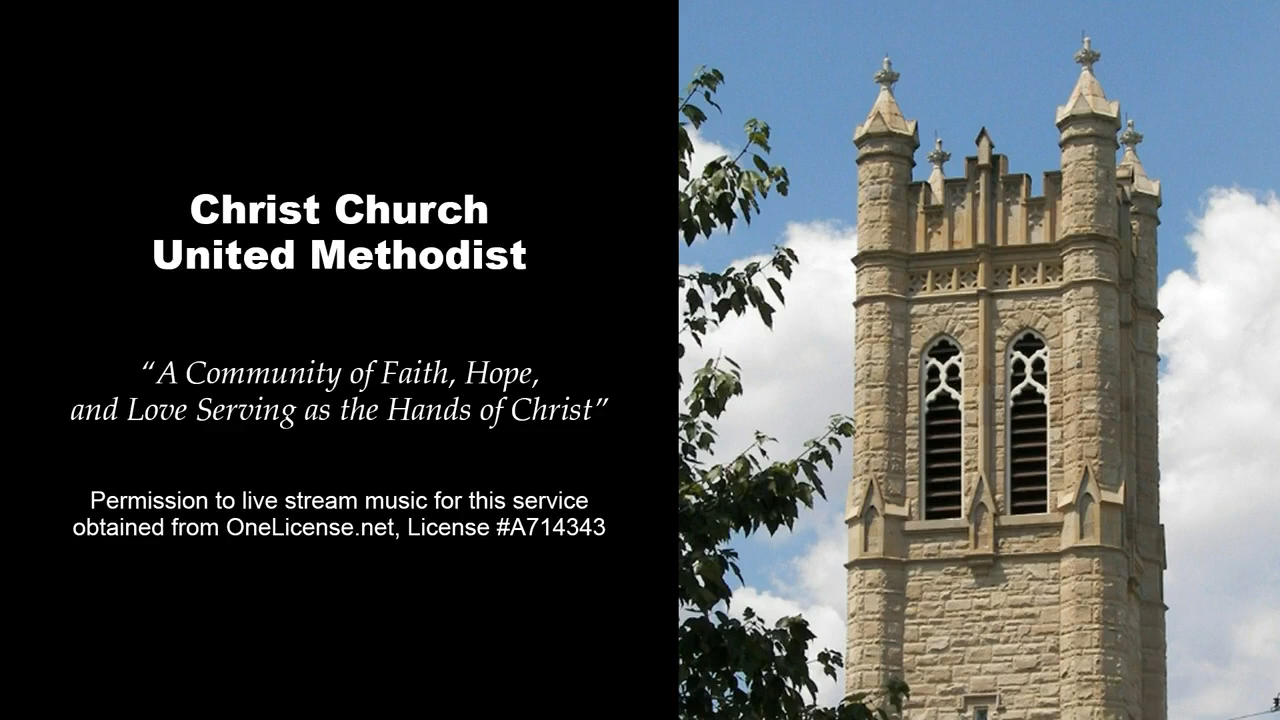 Christ Church
United Methodist
“A Community of Faith, Hope,
and Love Serving as the Hands of Christ”
Permission to live stream music for this service
obtained from OneLicense.net, License #A714343